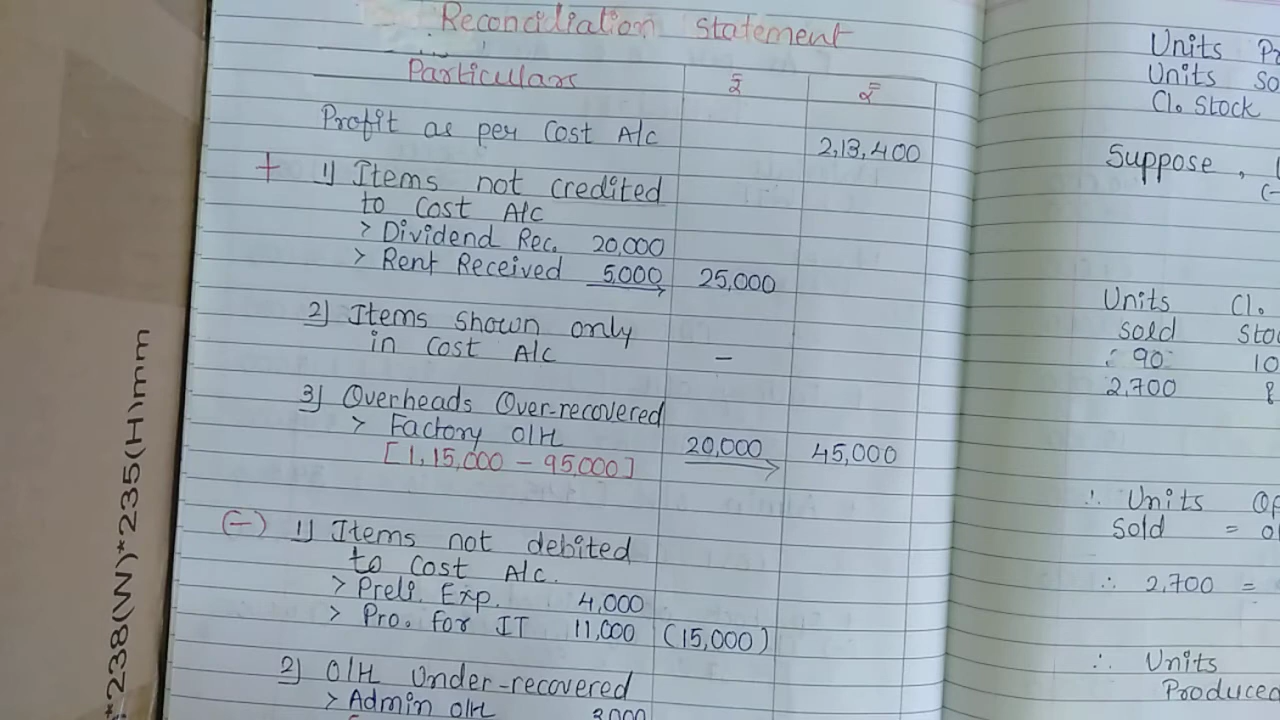 Reconciliation Statement
Particulars ₹ ₹
Profit as per Cost A/c 2,13,400
+ 1) Items not credited
to Cost A/c
> Dividend Rec. 20,000
> Rent Received 5,000 25,000
2) Items shown only
in Cost A/c –
3) Overheads Over-recovered
> Factory O/H 20,000 45,000
[1,15,000 – 95,000]
(–) 1) Items not debited
to Cost A/c.
> Preli. Exp. 4,000
> Pro. for IT 11,000 (15,000)
2) O/H Under-recovered
> Admin O/H 3,000
Units
Units
Cl. Stock
Suppose,
Units Cl.
Sold
90 10
2,700
∴ Units
Sold =
∴ 2,700 =
∴ Units
Produced
*238(W)*235(H)mm